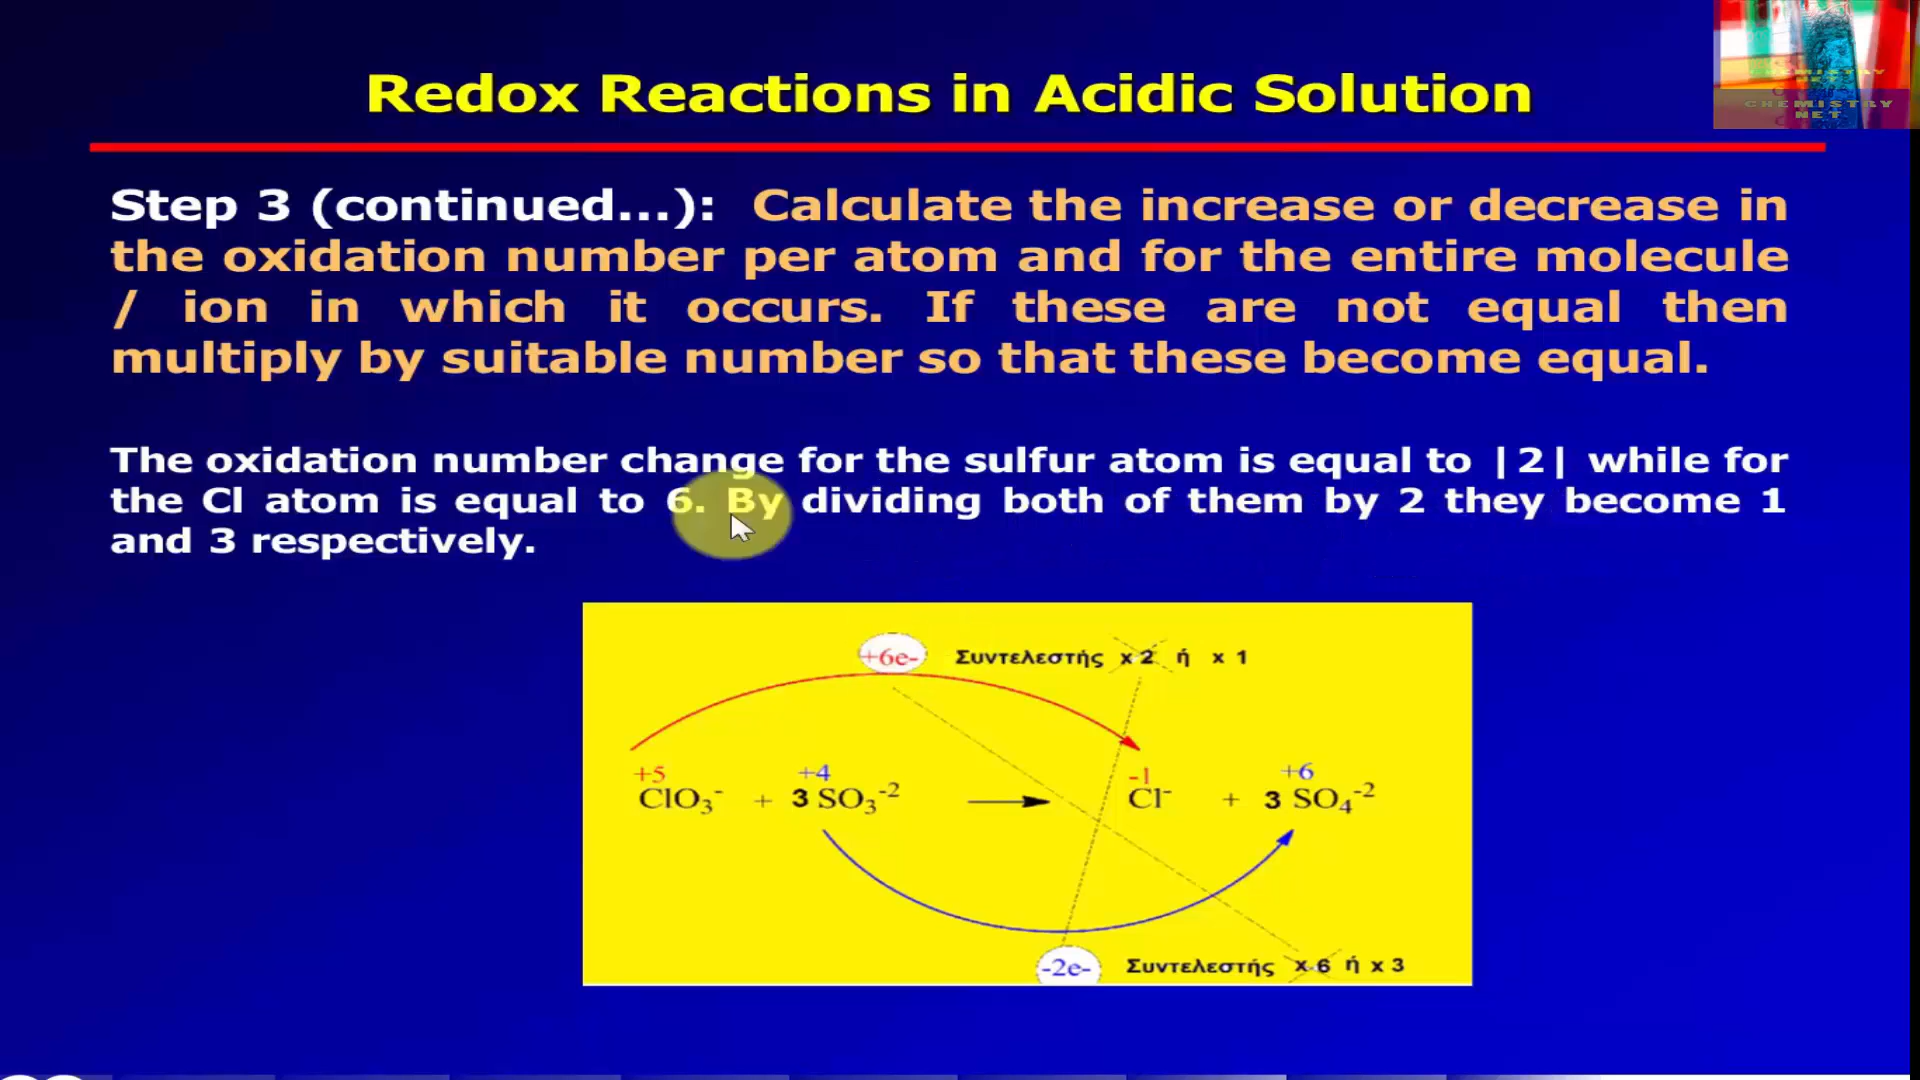 Redox Reactions in Acidic Solution
CHEMISTRY
NET
CHEMISTRY
NET
Step 3 (continued...): Calculate the increase or decrease in
the oxidation number per atom and for the entire molecule
/ ion in which it occurs. If these are not equal then
multiply by suitable number so that these become equal.
The oxidation number change for the sulfur atom is equal to |2| while for
the Cl atom is equal to 6. By dividing both of them by 2 they become 1
and 3 respectively.
+6e- Συντελεστής x 2 ή x 1
+5 +4 -1 +6
ClO₃⁻ + 3 SO₃⁻² → Cl⁻ + 3 SO₄⁻²
-2e- Συντελεστής x 6 ή x 3